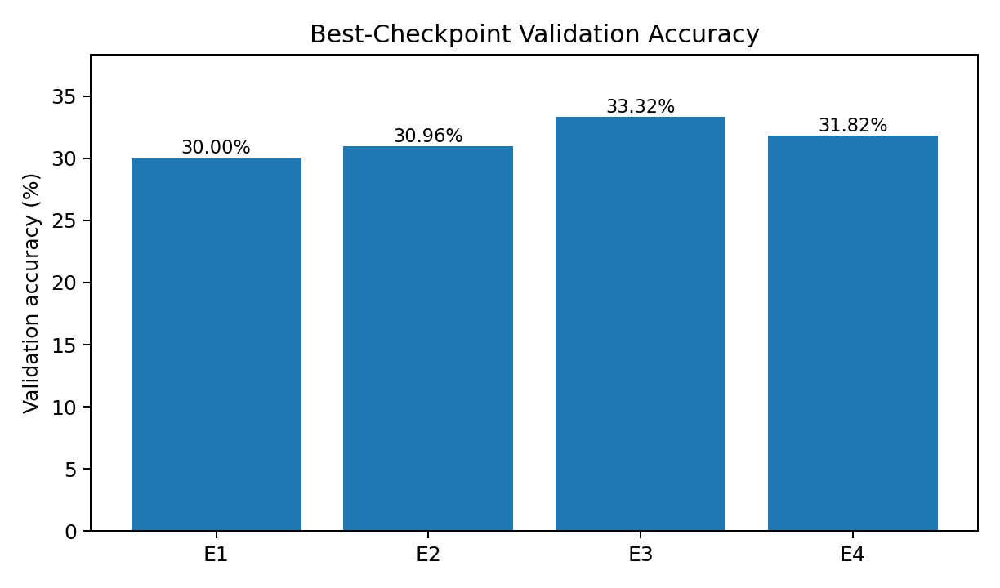 Best-Checkpoint Validation Accuracy
Validation accuracy (%)
35
30
25
20
15
10
5
0
30.00%
30.96%
33.32%
31.82%
E1
E2
E3
E4